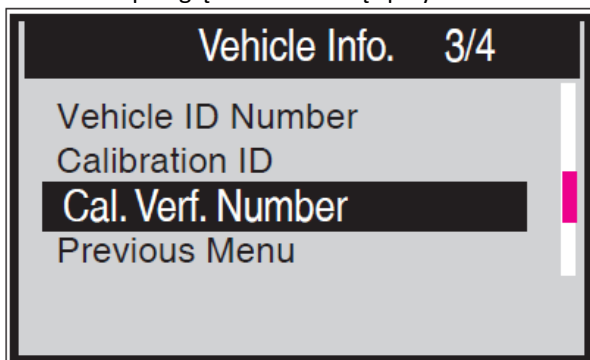 Vehicle Info. 3/4
Vehicle ID Number
Calibration ID
Cal. Verf. Number
Previous Menu